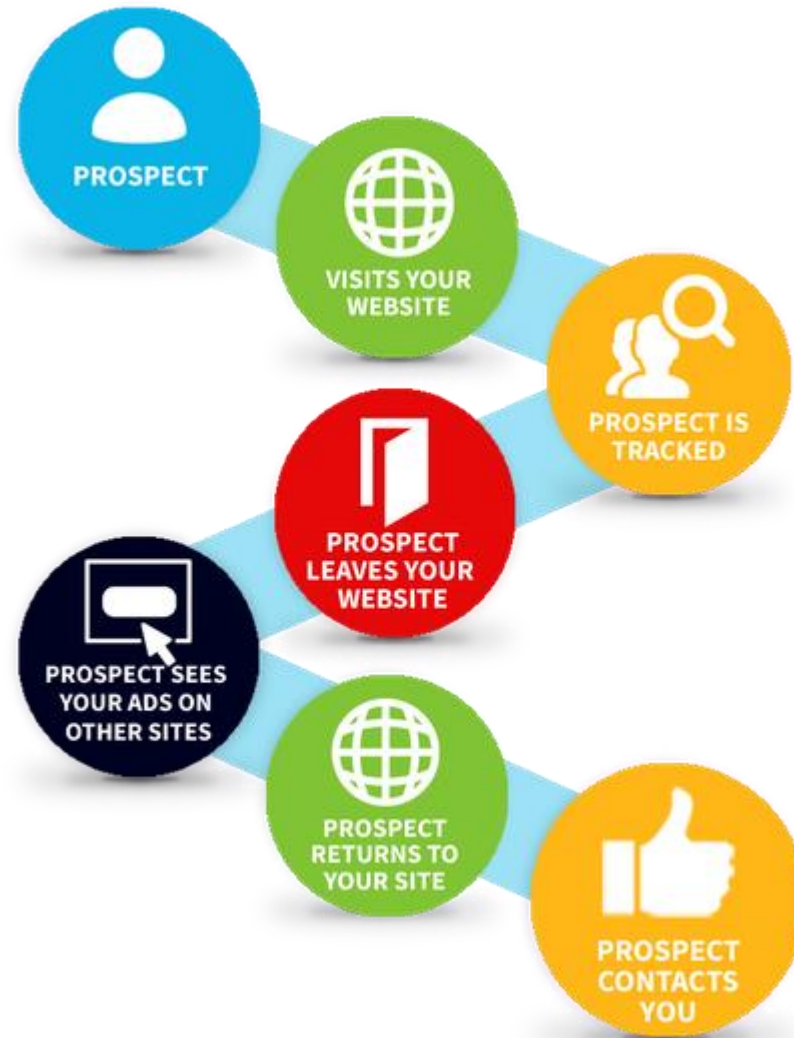 PROSPECT
VISITS YOUR
WEBSITE
PROSPECT IS
TRACKED
PROSPECT
LEAVES YOUR
WEBSITE
PROSPECT SEES
YOUR ADS ON
OTHER SITES
PROSPECT
RETURNS TO
YOUR SITE
PROSPECT
CONTACTS
YOU